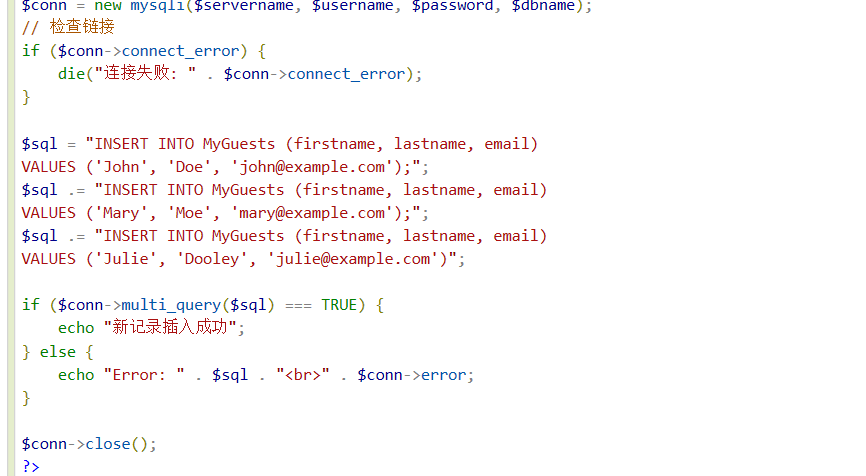 $conn = new mysqli($servername, $username, $password, $dbname);
// 检查链接
if ($conn->connect_error) {
    die("连接失败: " . $conn->connect_error);
}

$sql = "INSERT INTO MyGuests (firstname, lastname, email)
VALUES ('John', 'Doe', 'john@example.com');";
$sql .= "INSERT INTO MyGuests (firstname, lastname, email)
VALUES ('Mary', 'Moe', 'mary@example.com');";
$sql .= "INSERT INTO MyGuests (firstname, lastname, email)
VALUES ('Julie', 'Dooley', 'julie@example.com')";

if ($conn->multi_query($sql) === TRUE) {
    echo "新记录插入成功";
} else {
    echo "Error: " . $sql . "<br>" . $conn->error;
}

$conn->close();
?>